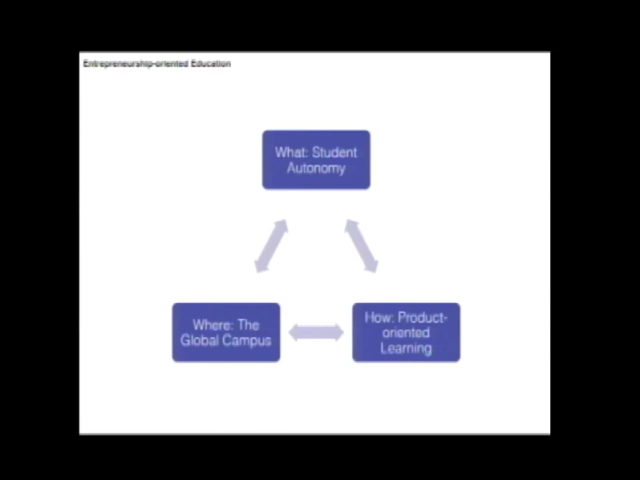 Entrepreneurship-oriented Education
What: Student
Autonomy
Where: The
Global Campus
How: Product-
oriented
Learning